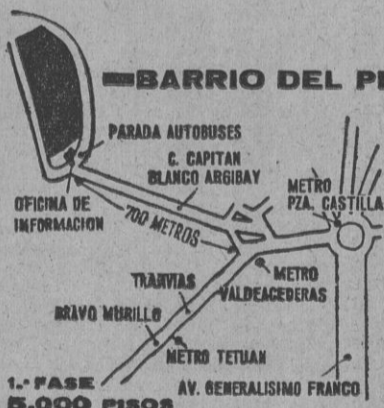 BARRIO DEL
PARADA AUTOBUSES
C. CAPITAN
BLANCO ARGIBAY
OFICINA DE
INFORMACION
700 METROS
METRO
PZA. CASTILLA
TRANVIAS
METRO
VALDEACEDERAS
BRAVO MURILLO
METRO TETUAN
1.ª FASE
5.000 PISOS
AV. GENERALISIMO FRANCO